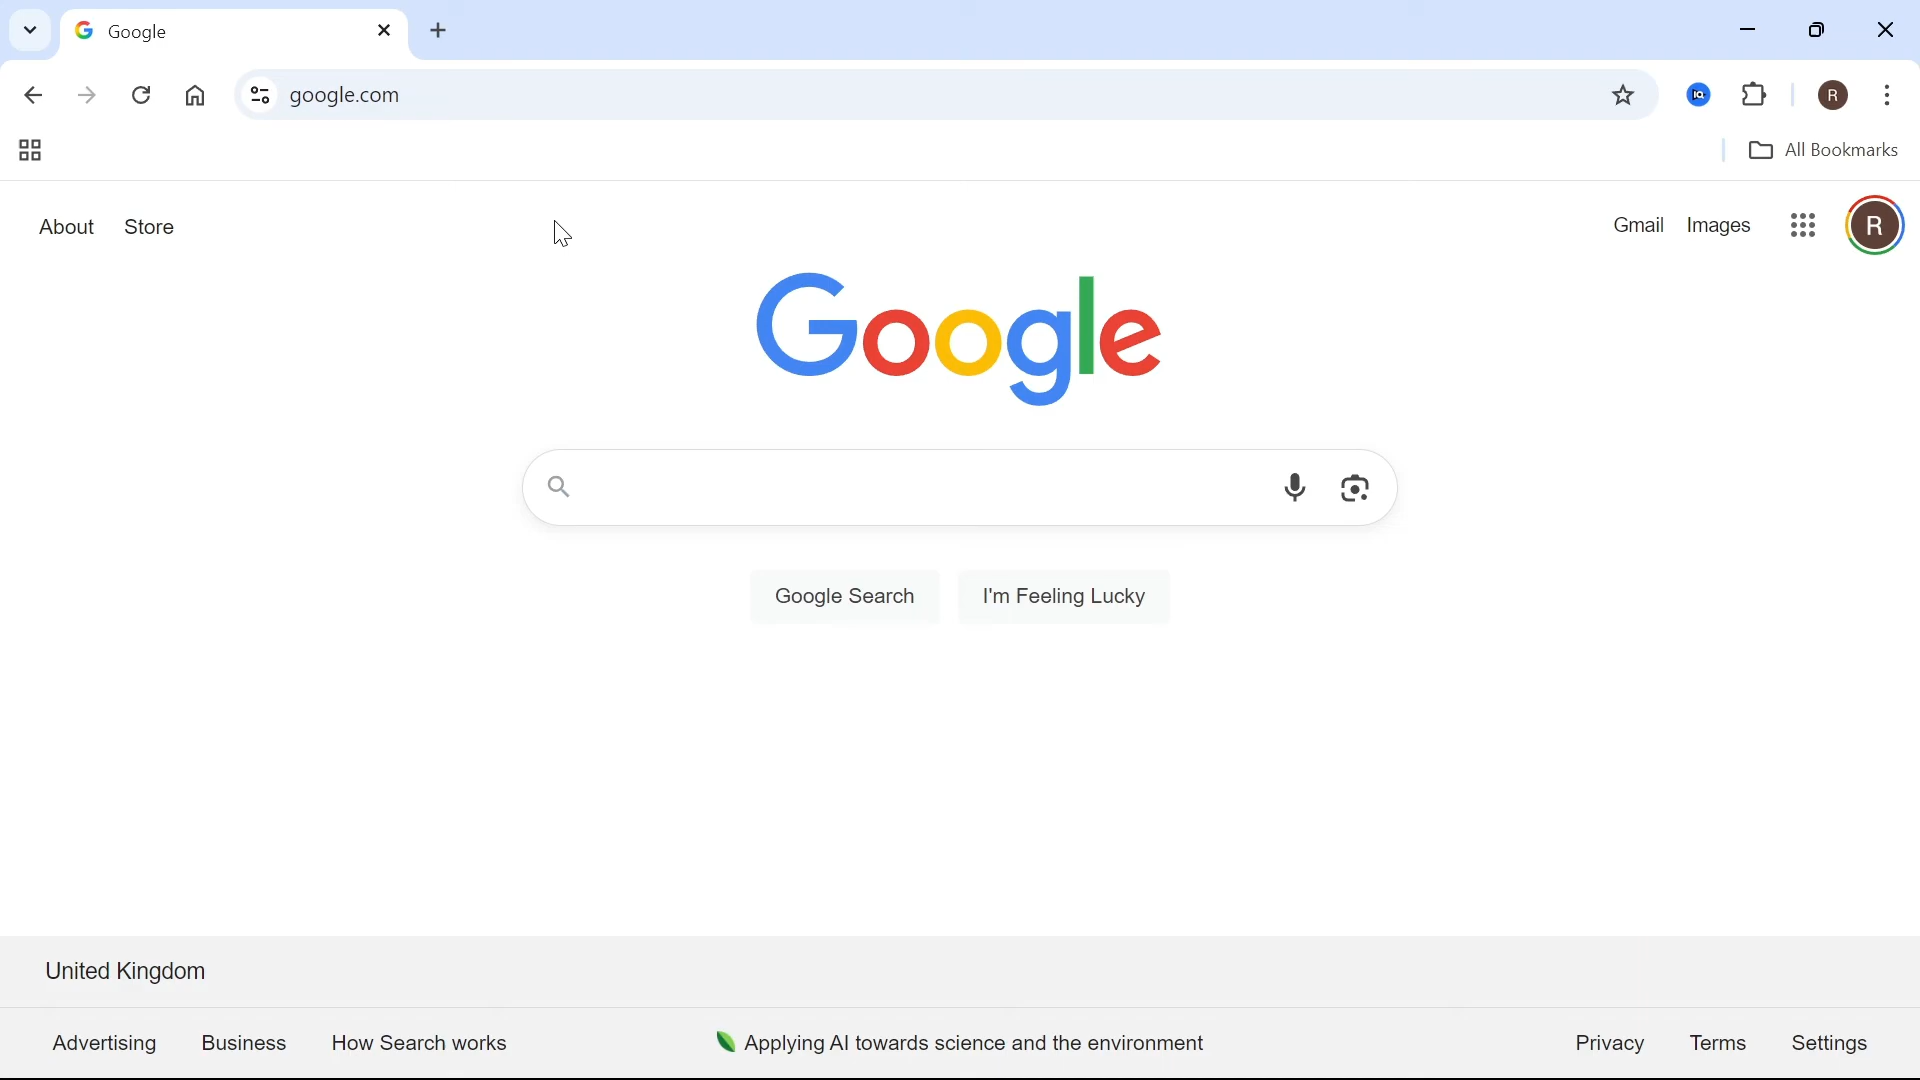 Google
google.com
R
All Bookmarks
About Store
Gmail Images
R
Google
Google Search I'm Feeling Lucky
United Kingdom
Advertising Business How Search works
Applying AI towards science and the environment
Privacy Terms Settings